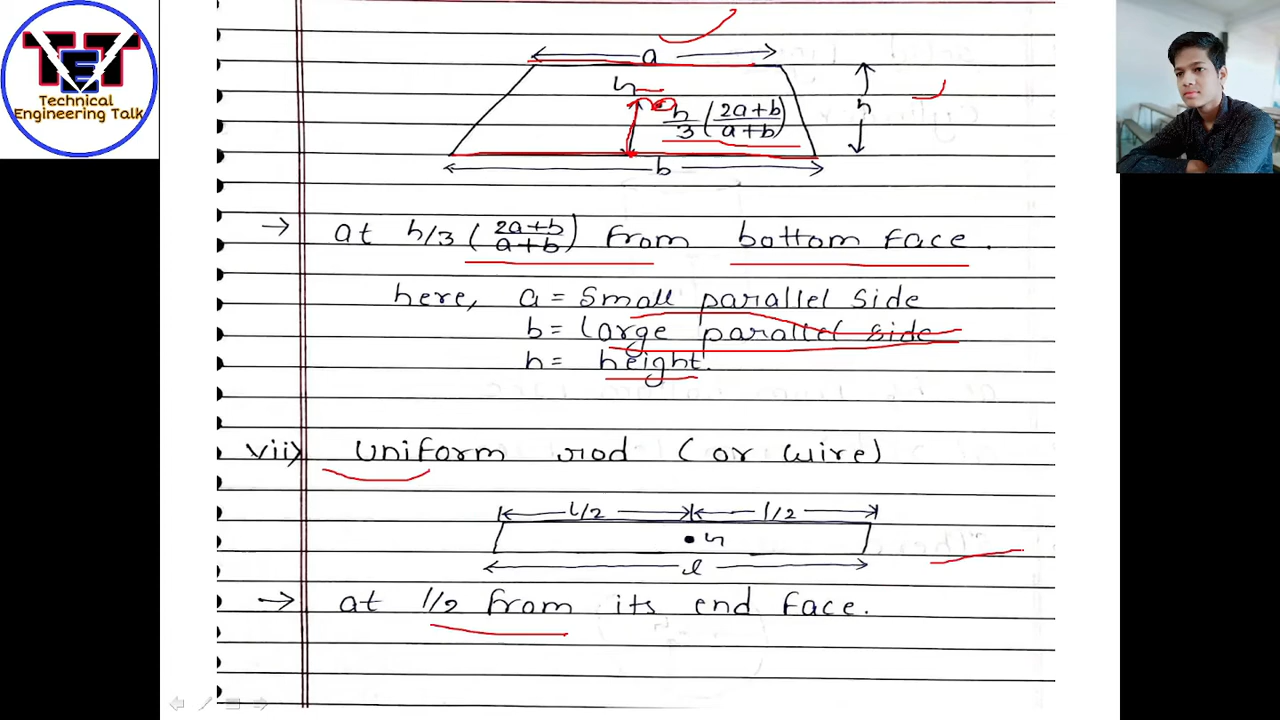 TET
Technical
Engineering Talk
a
G
h/3 (2a+b/a+b)
h
b
→ at h/3 (2a+b/a+b) from bottom face.
here, a = small parallel side
b = large parallel side
h = height.
vii) Uniform rod (or wire)
l/2 l/2
G
l
→ at l/2 from its end face.